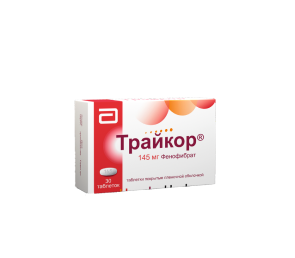 Трайкор®
145 мг Фенофибрат
30
таблеток
таблетки покрытые пленочной оболочкой